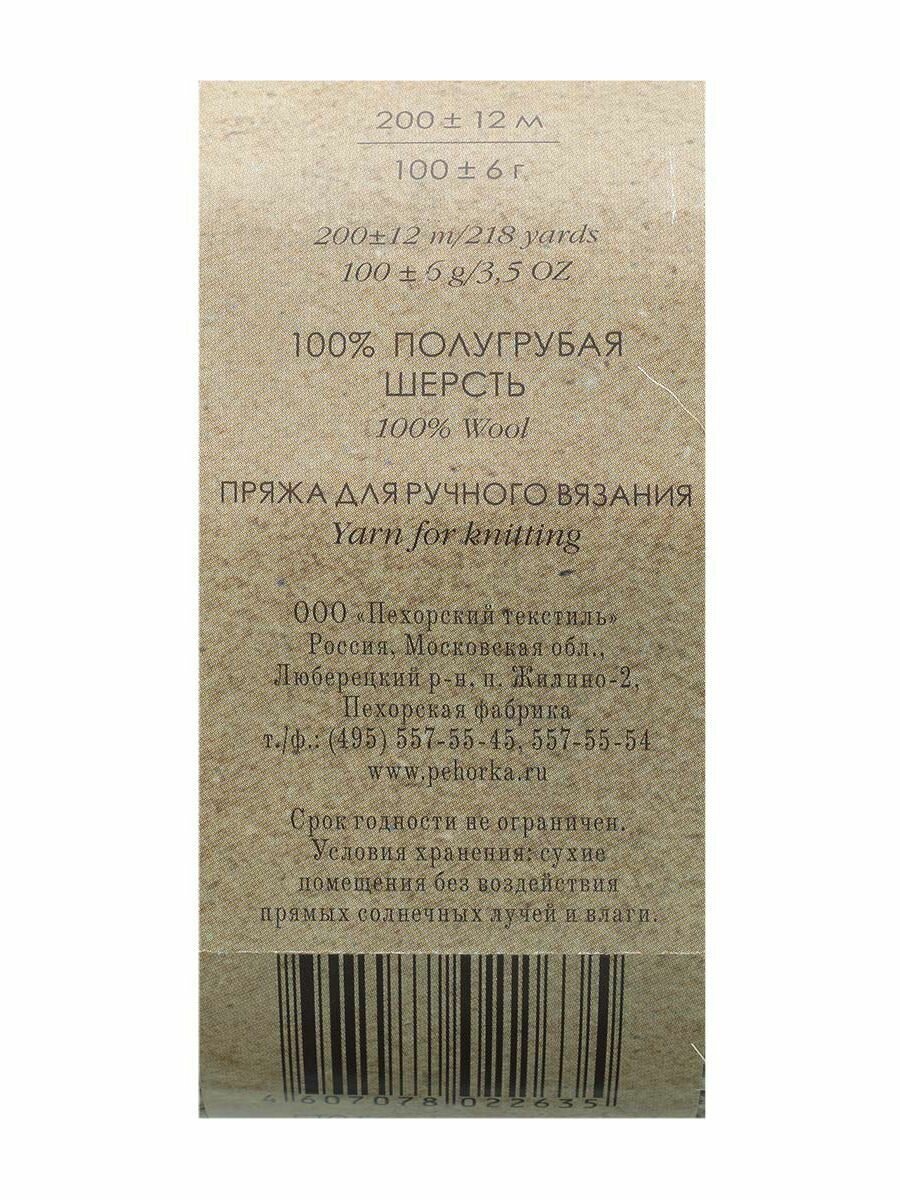 200 ± 12 м
100 ± 6 г.
200±12 m/218 yards
100 ± 6 g/3,5 OZ
100% ПОЛУГРУБАЯ
ШЕРСТЬ
100% Wool
ПРЯЖА ДЛЯ РУЧНОГО ВЯЗАНИЯ
Yarn for knitting
ООО «Пехорский текстиль»
Россия, Московская обл.,
Люберецкий р-н, п. Жилино-2,
Пехорская фабрика
т./ф.: (495) 557-55-45, 557-55-54
www.pehorka.ru
Срок годности не ограничен.
Условия хранения: сухие
помещения без воздействия
прямых солнечных лучей и влаги.
4 607078 022635